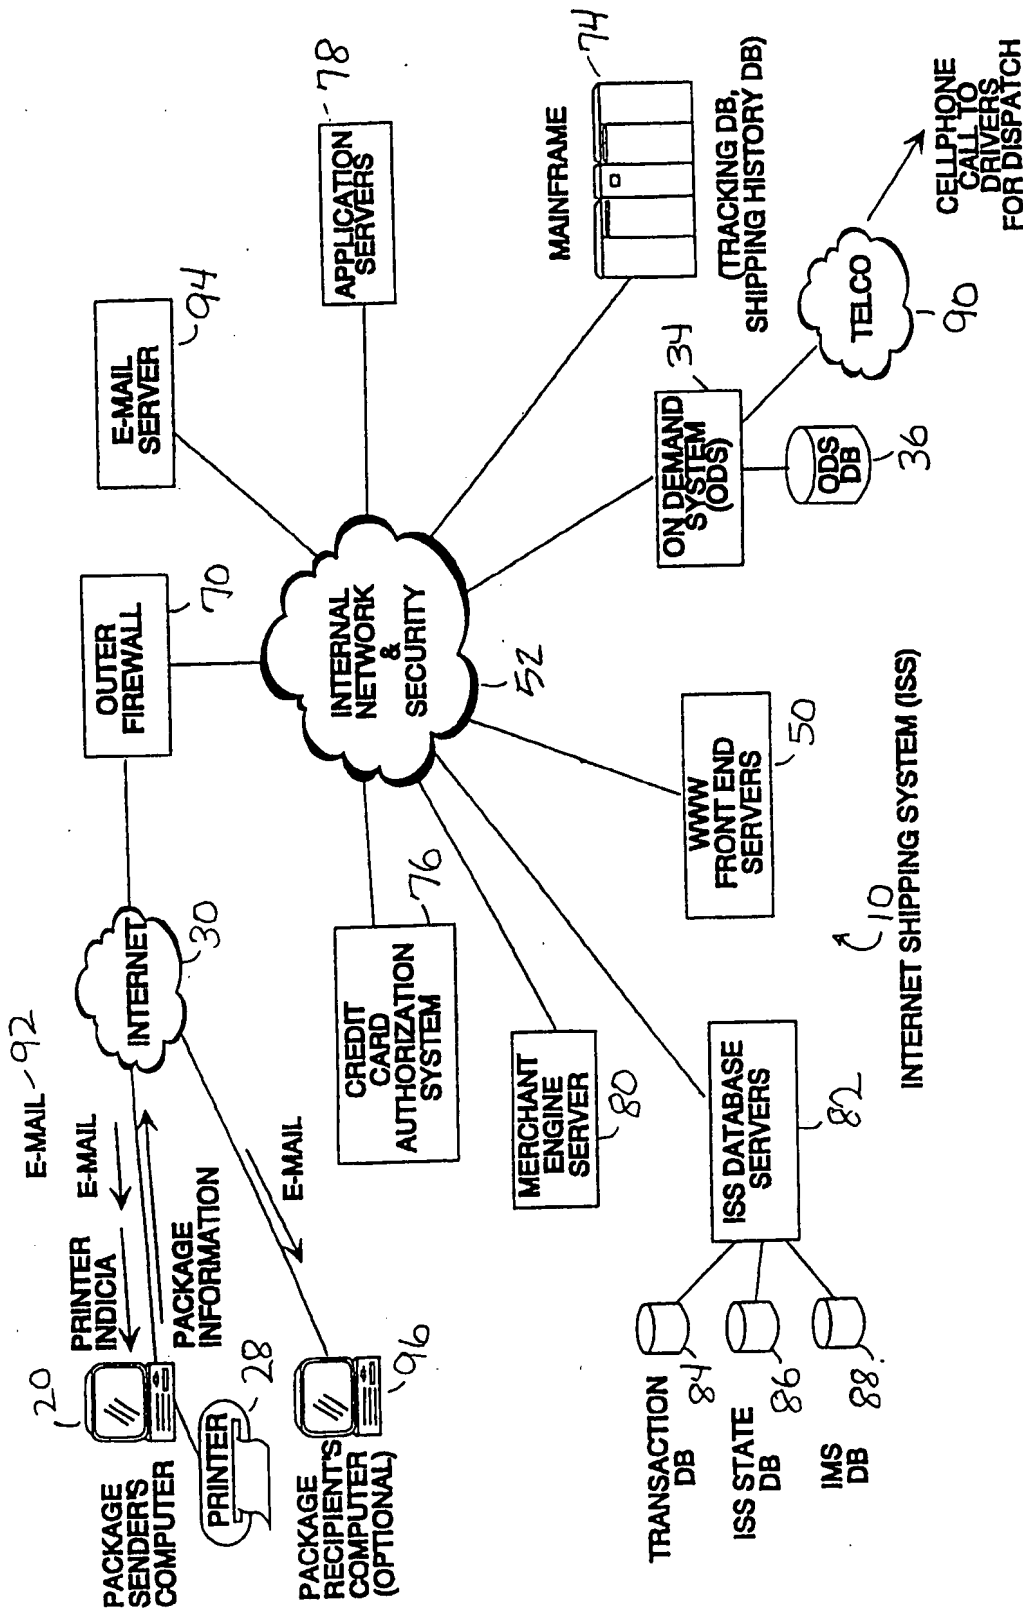 E-MAIL 92
20
PRINTER
INDICIA
E-MAIL
PACKAGE
SENDER'S
COMPUTER
PACKAGE
INFORMATION
INTERNET
30
OUTER
FIREWALL
70
E-MAIL
SERVER
94
APPLICATION
SERVERS
78
PRINTER
28
E-MAIL
PACKAGE
RECIPIENT'S
COMPUTER
(OPTIONAL)
96
CREDIT
CARD
AUTHORIZATION
SYSTEM
76
INTERNAL
NETWORK
&
SECURITY
52
MAINFRAME
74
(TRACKING DB,
SHIPPING HISTORY DB)
MERCHANT
ENGINE
SERVER
80
WWW
FRONT END
SERVERS
50
ON DEMAND
SYSTEM
(ODS)
34
ODS
DB
36
TELCO
90
CELLPHONE
CALL TO
DRIVERS
FOR DISPATCH
ISS DATABASE
SERVERS
82
TRANSACTION
DB
84
ISS STATE
DB
86
IMS
DB
88
10
INTERNET SHIPPING SYSTEM (ISS)